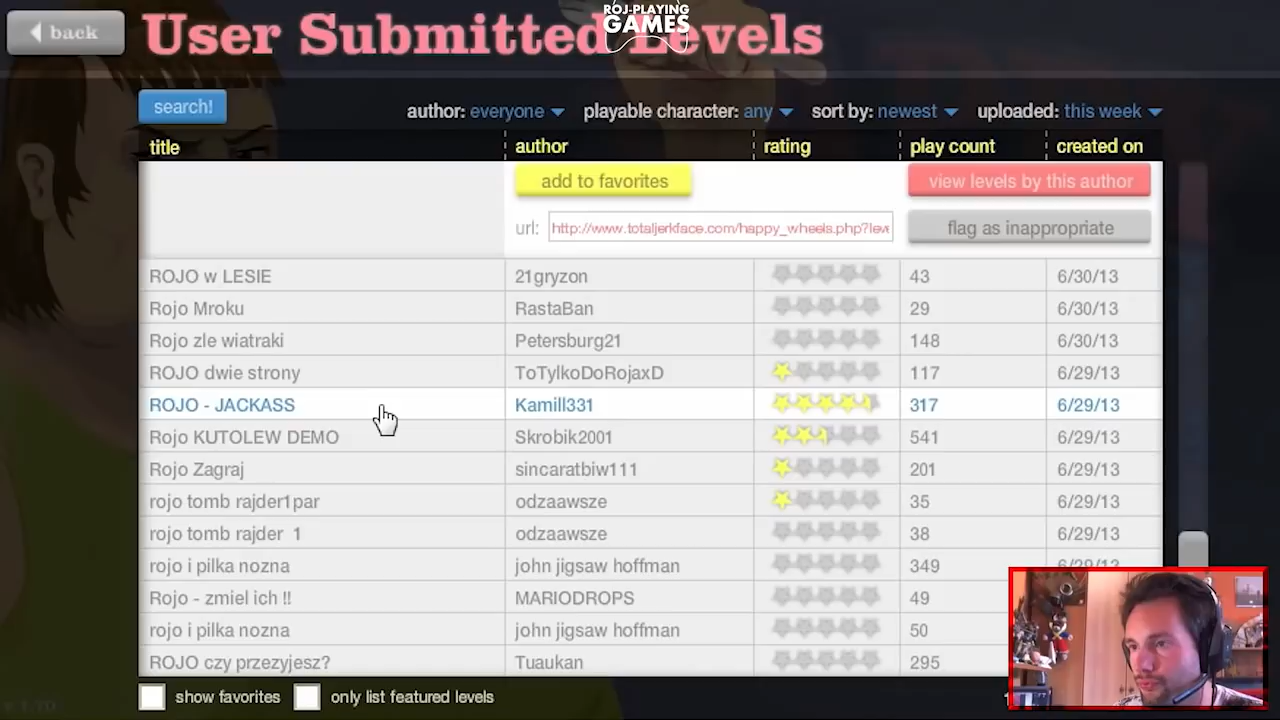 back
User Submitted Levels
ROJ-PLAYING
GAMES
search!
author: everyone playable character: any sort by: newest uploaded: this week
title author rating play count created on
add to favorites view levels by this author
url: http://www.totaljerkface.com/happy_wheels.php?leve flag as inappropriate
ROJO w LESIE 21gryzon 43 6/30/13
Rojo Mroku RastaBan 29 6/30/13
Rojo zle wiatraki Petersburg21 148 6/30/13
ROJO dwie strony ToTylkoDoRojaxD 117 6/29/13
ROJO - JACKASS Kamill331 317 6/29/13
Rojo KUTOLEW DEMO Skrobik2001 541 6/29/13
Rojo Zagraj sincaratbiw111 201 6/29/13
rojo tomb rajder1par odzaawsze 35 6/29/13
rojo tomb rajder 1 odzaawsze 38 6/29/13
rojo i pilka nozna john jigsaw hoffman 349 6/29/13
Rojo - zmiel ich !! MARIODROPS 49
rojo i pilka nozna john jigsaw hoffman 50
ROJO czy przezyjesz? Tuaukan 295
show favorites only list featured levels